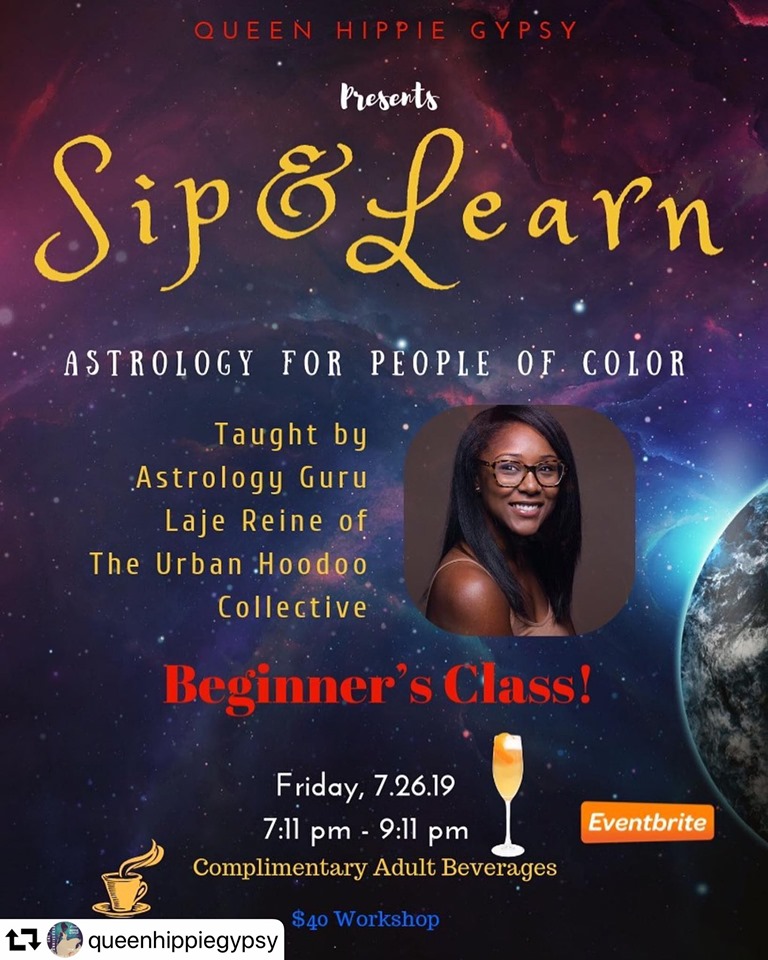 QUEEN HIPPIE GYPSY
Presents
Sip & Learn
ASTROLOGY FOR PEOPLE OF COLOR
Taught by
Astrology Guru
Laje Reine of
The Urban Hoodoo
Collective
Beginner's Class!
Friday, 7.26.19
7:11 pm - 9:11 pm
Eventbrite
Complimentary Adult Beverages
$40 Workshop
queenhippiegypsy